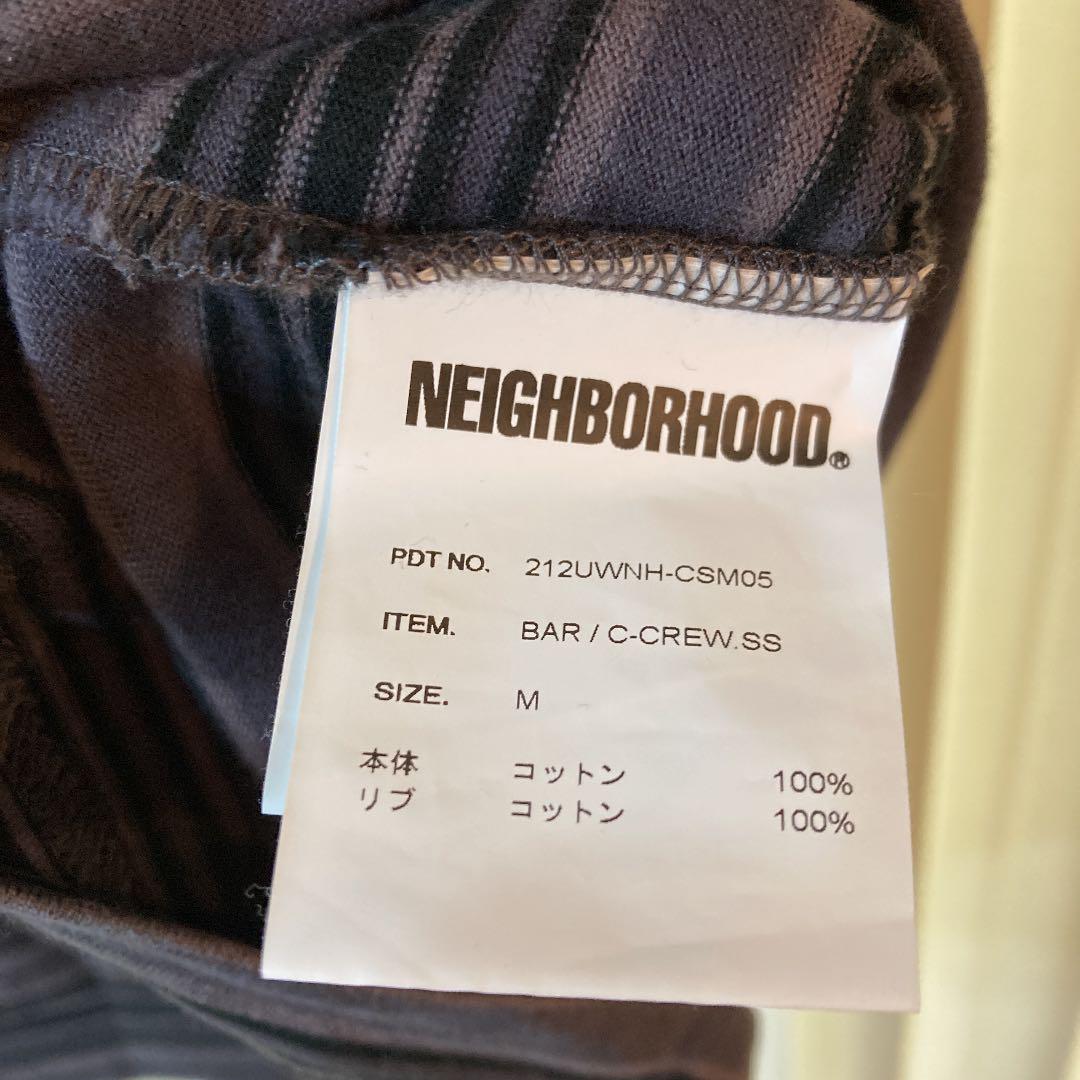 NEIGHBORHOOD®
PDT NO. 212UWNH-CSM05
ITEM. BAR / C-CREW.SS
SIZE. M
本体 コットン 100%
リブ コットン 100%